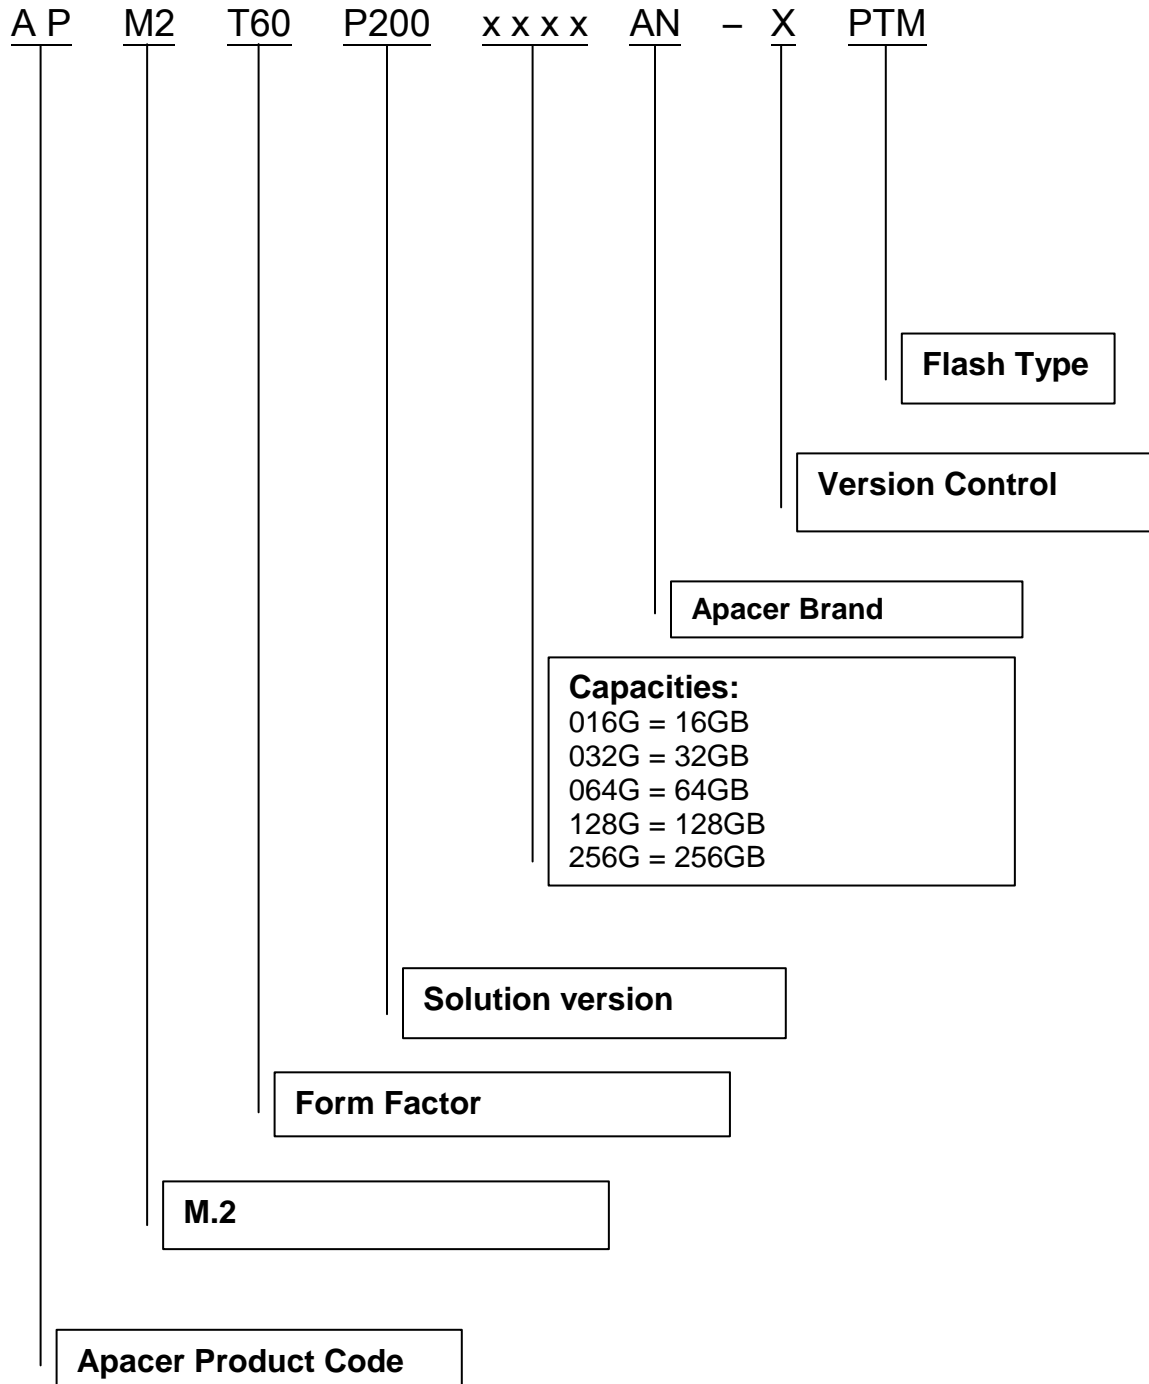 A P M2 T60 P200 x x x x AN – X PTM
Flash Type
Version Control
Apacer Brand
Capacities:
016G = 16GB
032G = 32GB
064G = 64GB
128G = 128GB
256G = 256GB
Solution version
Form Factor
M.2
Apacer Product Code